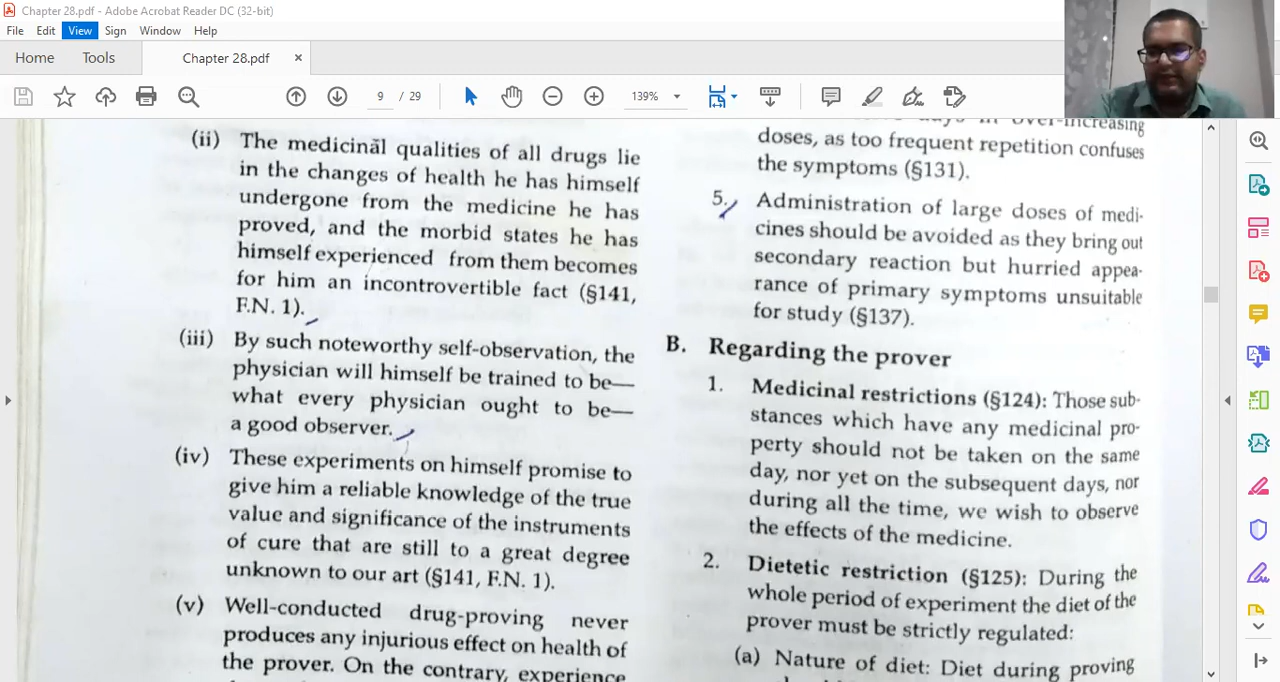 Chapter 28.pdf - Adobe Acrobat Reader DC (32-bit)
File Edit View Sign Window Help
Home Tools Chapter 28.pdf ×
9 / 29 139%
(ii) The medicinal qualities of all drugs lie
in the changes of health he has himself
undergone from the medicine he has
proved, and the morbid states he has
himself experienced from them becomes
for him an incontrovertible fact (§141,
F.N. 1).
(iii) By such noteworthy self-observation, the
physician will himself be trained to be—
what every physician ought to be—
a good observer.
(iv) These experiments on himself promise to
give him a reliable knowledge of the true
value and significance of the instruments
of cure that are still to a great degree
unknown to our art (§141, F.N. 1).
(v) Well-conducted drug-proving never
produces any injurious effect on health of
the prover. On the contrary, experience
in over-increasing
doses, as too frequent repetition confuses
the symptoms (§131).
5. Administration of large doses of medi-
cines should be avoided as they bring out
secondary reaction but hurried appea-
rance of primary symptoms unsuitable
for study (§137).
B. Regarding the prover
1. Medicinal restrictions (§124): Those sub-
stances which have any medicinal pro-
perty should not be taken on the same
day, nor yet on the subsequent days, nor
during all the time, we wish to observe
the effects of the medicine.
2. Dietetic restriction (§125): During the
whole period of experiment the diet of the
prover must be strictly regulated:
(a) Nature of diet: Diet during proving